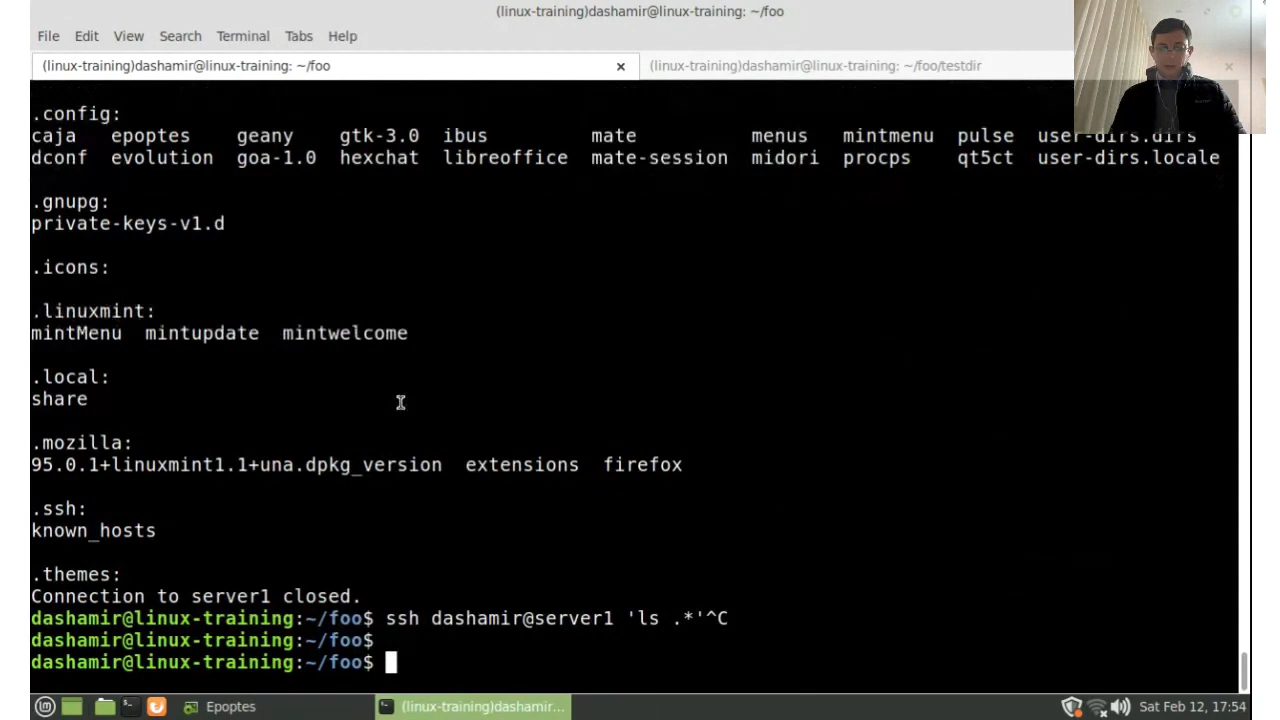 (linux-training)dashamir@linux-training: ~/foo
File Edit View Search Terminal Tabs Help
(linux-training)dashamir@linux-training: ~/foo × (linux-training)dashamir@linux-training: ~/foo/testdir ×
.config:
caja epoptes geany gtk-3.0 ibus mate menus mintmenu pulse user-dirs.dirs
dconf evolution goa-1.0 hexchat libreoffice mate-session midori procps qt5ct user-dirs.locale
.gnupg:
private-keys-v1.d
.icons:
.linuxmint:
mintMenu mintupdate mintwelcome
.local:
share
.mozilla:
95.0.1+linuxmint1.1+una.dpkg_version extensions firefox
.ssh:
known_hosts
.themes:
Connection to server1 closed.
dashamir@linux-training:~/foo$ ssh dashamir@server1 'ls .*'^C
dashamir@linux-training:~/foo$
dashamir@linux-training:~/foo$
Epoptes (linux-training)dashamir... Sat Feb 12, 17:54